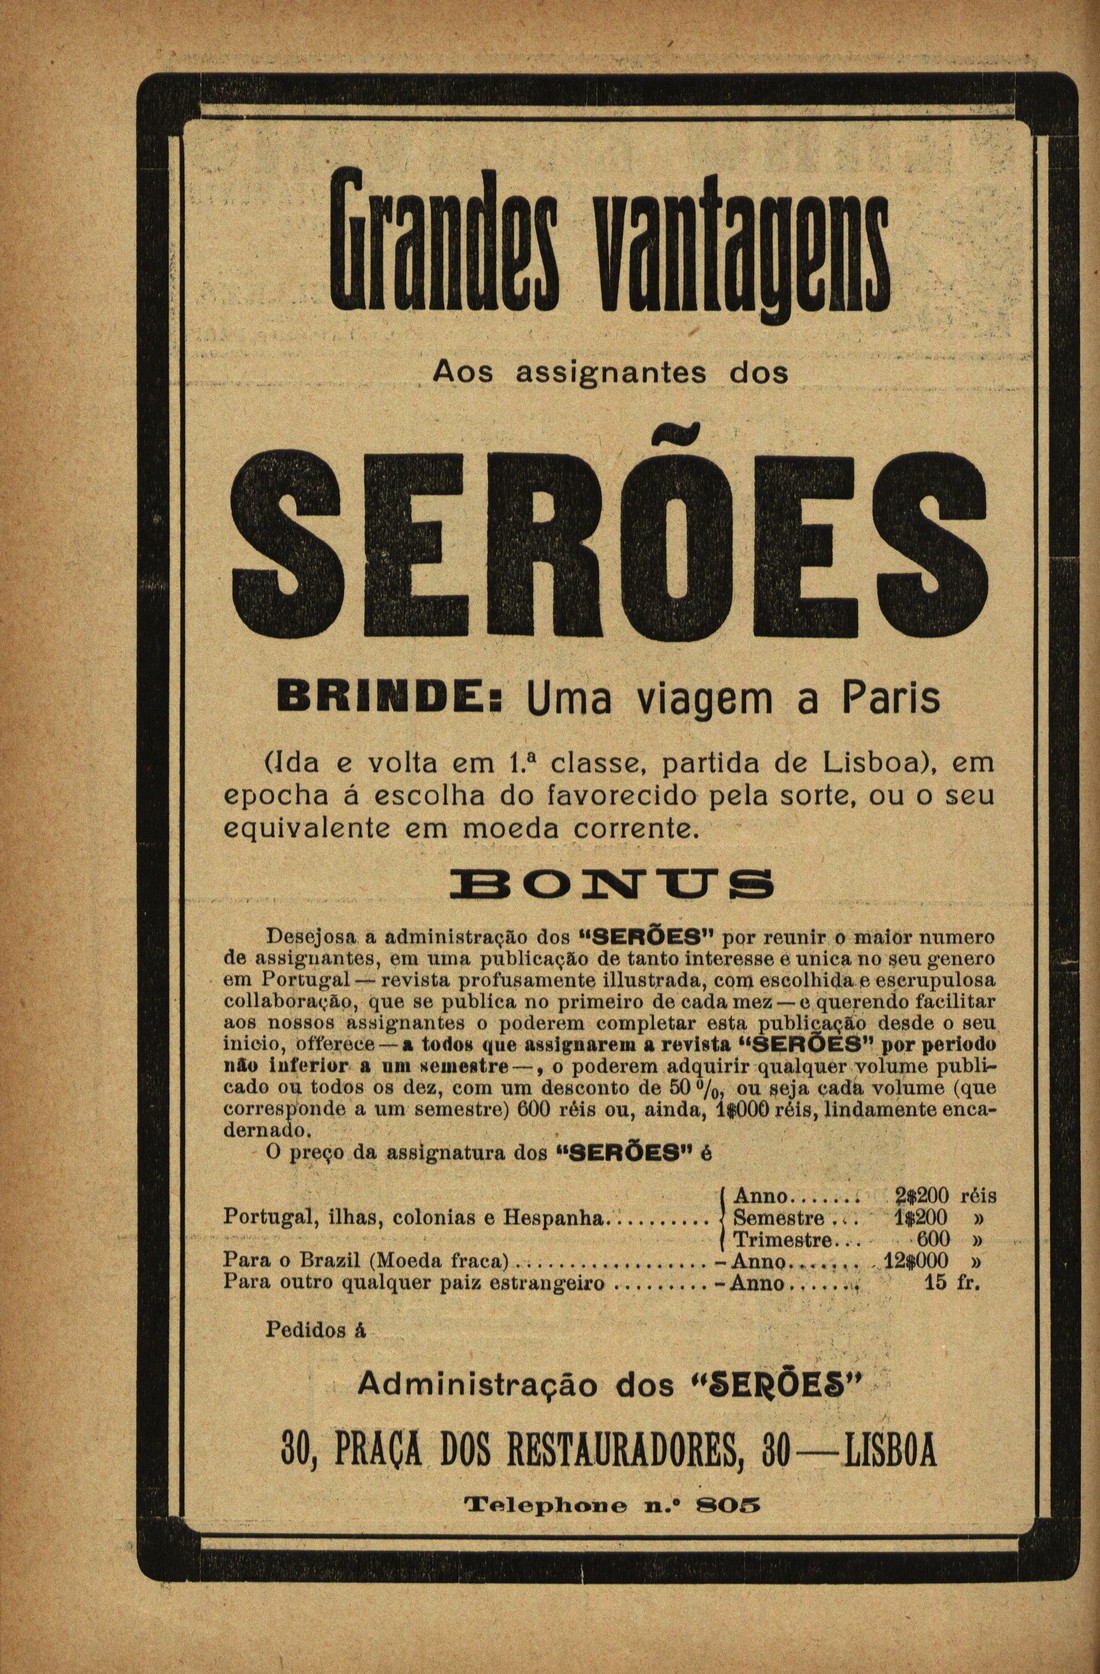 Grandes vantagens
Aos assignantes dos
SERÕES
BRINDE: Uma viagem a Paris
(Ida e volta em 1.ª classe, partida de Lisboa), em
epocha á escolha do favorecido pela sorte, ou o seu
equivalente em moeda corrente.
BONUS
Desejosa a administração dos “SERÕES” por reunir o maior numero
de assignantes, em uma publicação de tanto interesse e unica no seu genero
em Portugal — revista profusamente illustrada, com escolhida e escrupulosa
collaboração, que se publica no primeiro de cada mez — e querendo facilitar
aos nossos assignantes o poderem completar esta publicação desde o seu
inicio, offerece — a todos que assignarem a revista “SERÕES” por periodo
não inferior a um semestre —, o poderem adquirir qualquer volume publi-
cado ou todos os dez, com um desconto de 50 %, ou seja cada volume (que
corresponde a um semestre) 600 réis ou, ainda, 1$000 réis, lindamente enca-
dernado.
O preço da assignatura dos “SERÕES” é
Anno....... 2$200 réis
Portugal, ilhas, colonias e Hespanha.......... { Semestre ... 1$200 »
Trimestre... 600 »
Para o Brazil (Moeda fraca).................. – Anno....... 12$000 »
Para outro qualquer paiz estrangeiro ......... – Anno....... 15 fr.
Pedidos á
Administração dos “SERÕES”
30, PRAÇA DOS RESTAURADORES, 30 — LISBOA
Telephone n.º 805